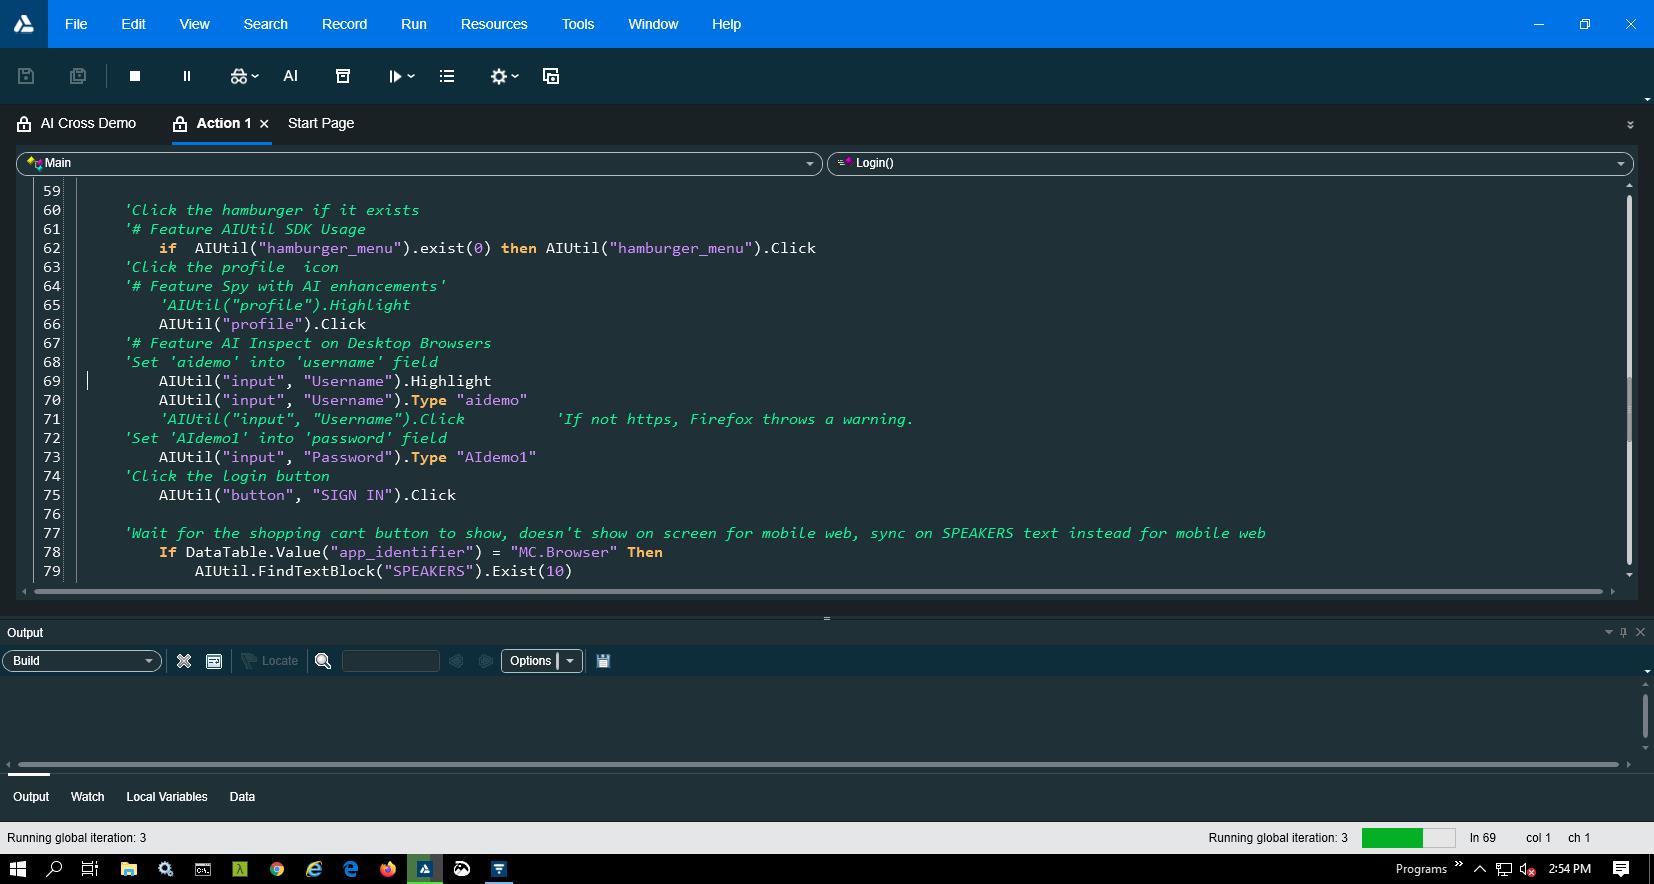 File Edit View Search Record Run Resources Tools Window Help
AI
AI Cross Demo Action 1 Start Page
Main Login()
59
60 'Click the hamburger if it exists
61 '# Feature AIUtil SDK Usage
62 if AIUtil("hamburger_menu").exist(0) then AIUtil("hamburger_menu").Click
63 'Click the profile icon
64 '# Feature Spy with AI enhancements'
65 'AIUtil("profile").Highlight
66 AIUtil("profile").Click
67 '# Feature AI Inspect on Desktop Browsers
68 'Set 'aidemo' into 'username' field
69 AIUtil("input", "Username").Highlight
70 AIUtil("input", "Username").Type "aidemo"
71 'AIUtil("input", "Username").Click 'If not https, Firefox throws a warning.
72 'Set 'AIdemo1' into 'password' field
73 AIUtil("input", "Password").Type "AIdemo1"
74 'Click the login button
75 AIUtil("button", "SIGN IN").Click
76
77 'Wait for the shopping cart button to show, doesn't show on screen for mobile web, sync on SPEAKERS text instead for mobile web
78 If DataTable.Value("app_identifier") = "MC.Browser" Then
79 AIUtil.FindTextBlock("SPEAKERS").Exist(10)
Output
Build Locate Options
Output Watch Local Variables Data
Running global iteration: 3 Running global iteration: 3 ln 69 col 1 ch 1
Programs 2:54 PM